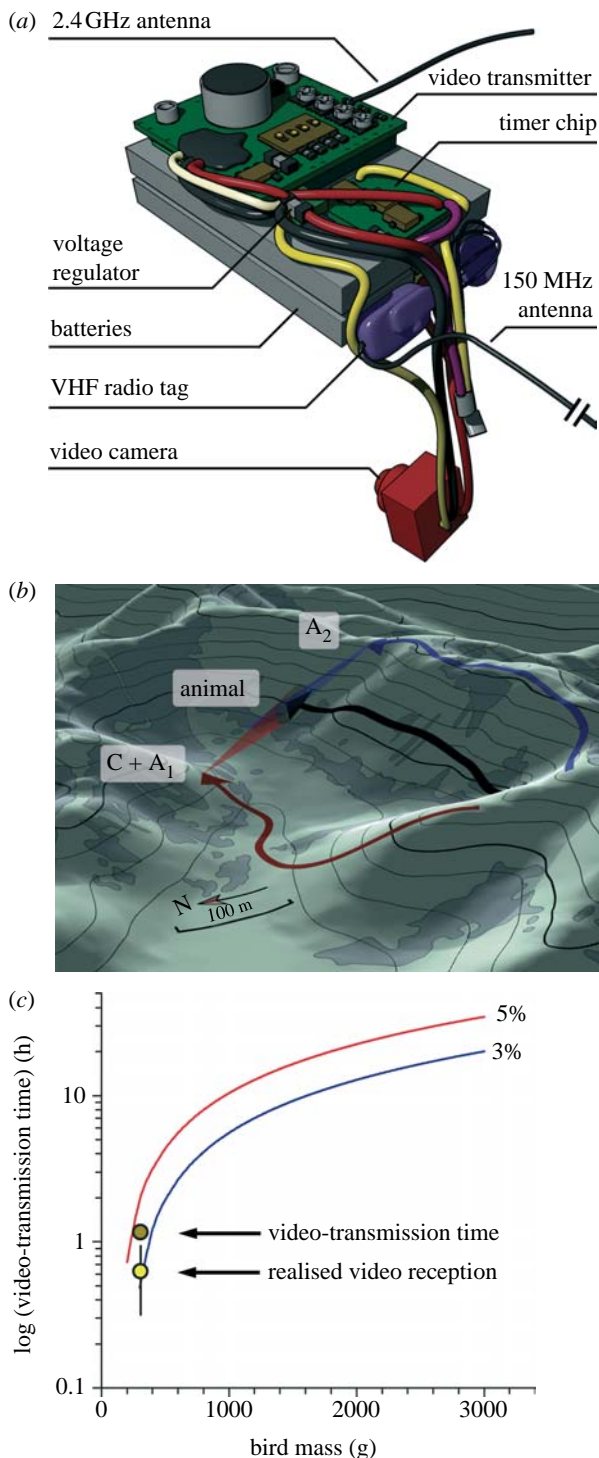 (a)
2.4 GHz antenna
video transmitter
timer chip
voltage
regulator
150 MHz
antenna
batteries
VHF radio tag
video camera
(b)
A2
animal
C + A1
N
100 m
(c)
log (video-transmission time) (h)
10
1
0.1
5%
3%
video-transmission time
realised video reception
0
1000
2000
3000
bird mass (g)